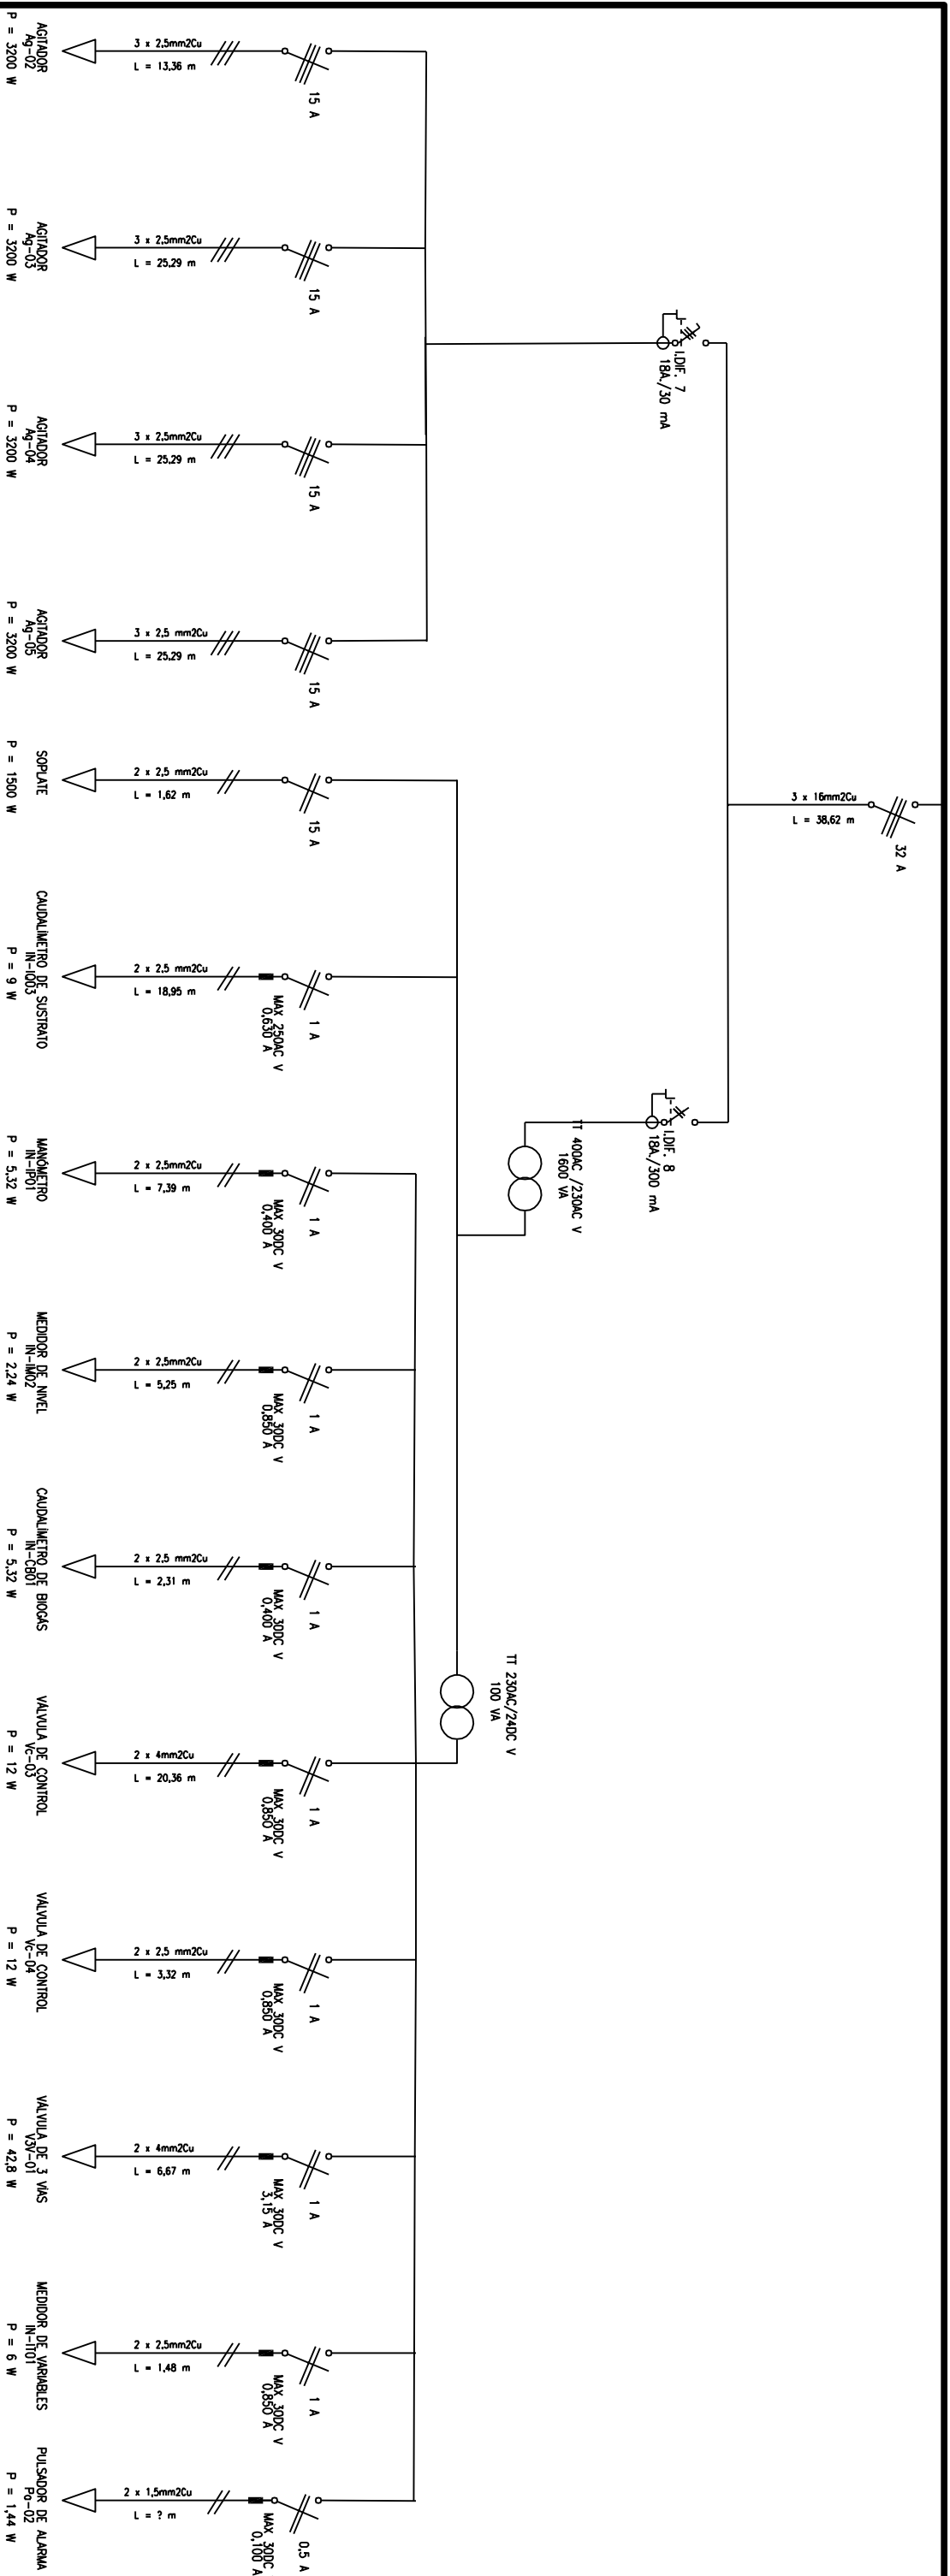 3 x 16mm2Cu
L = 38,62 m
32 A
I.DIF. 7
18A./30 mA
I.DIF. 8
18A./300 mA
TT 400AC /230AC V
1600 VA
TT 230AC/24DC V
100 VA
15 A
3 x 2,5mm2Cu
L = 13,36 m
AGITADOR
Ag-02
P = 3200 W
15 A
3 x 2,5mm2Cu
L = 25,29 m
AGITADOR
Ag-03
P = 3200 W
15 A
3 x 2,5mm2Cu
L = 25,29 m
AGITADOR
Ag-04
P = 3200 W
15 A
3 x 2,5 mm2Cu
L = 25,29 m
AGITADOR
Ag-05
P = 3200 W
15 A
2 x 2,5 mm2Cu
L = 1,62 m
SOPLATE
P = 1500 W
1 A
MAX 250AC V
0,630 A
2 x 2,5 mm2Cu
L = 18,95 m
CAUDALÍMETRO DE SUSTRATO
IN-IQ03
P = 9 W
1 A
MAX 30DC V
0,400 A
2 x 2,5mm2Cu
L = 7,39 m
MANÓMETRO
IN-IP01
P = 5,32 W
1 A
MAX 30DC V
0,850 A
2 x 2,5mm2Cu
L = 5,25 m
MEDIDOR DE NIVEL
IN-IM02
P = 2,24 W
1 A
MAX 30DC V
0,400 A
2 x 2,5 mm2Cu
L = 2,31 m
CAUDALÍMETRO DE BIOGÁS
IN-CB01
P = 5,32 W
1 A
MAX 30DC V
0,850 A
2 x 4mm2Cu
L = 20,36 m
VÁLVULA DE CONTROL
Vc-03
P = 12 W
1 A
MAX 30DC V
0,850 A
2 x 2,5 mm2Cu
L = 3,32 m
VÁLVULA DE CONTROL
Vc-04
P = 12 W
1 A
MAX 30DC V
3,15 A
2 x 4mm2Cu
L = 6,67 m
VÁLVULA DE 3 VÍAS
V3V-01
P = 42,8 W
1 A
MAX 30DC V
0,850 A
2 x 2,5mm2Cu
L = 1,48 m
MEDIDOR DE VARIABLES
IN-IT01
P = 6 W
0,5 A
MAX 30DC
0,100 A
2 x 1,5mm2Cu
L = ? m
PULSADOR DE ALARMA
Pa-02
P = 1,44 W